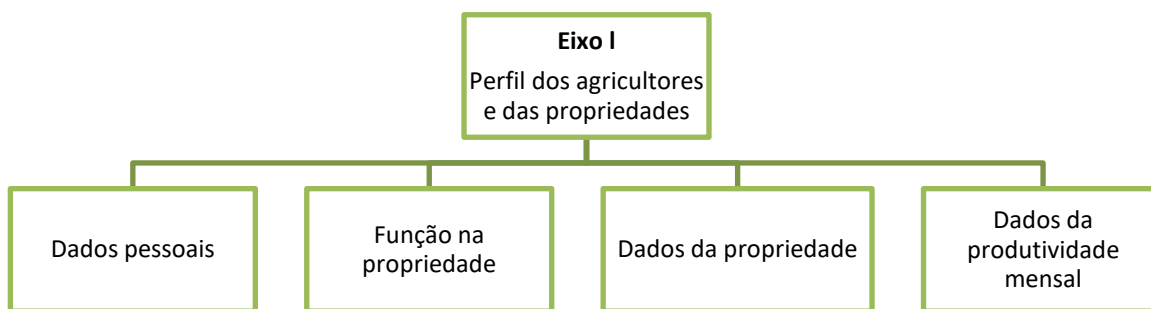 Eixo l
Perfil dos agricultores
e das propriedades
Dados pessoais
Função na
propriedade
Dados da propriedade
Dados da
produtividade
mensal